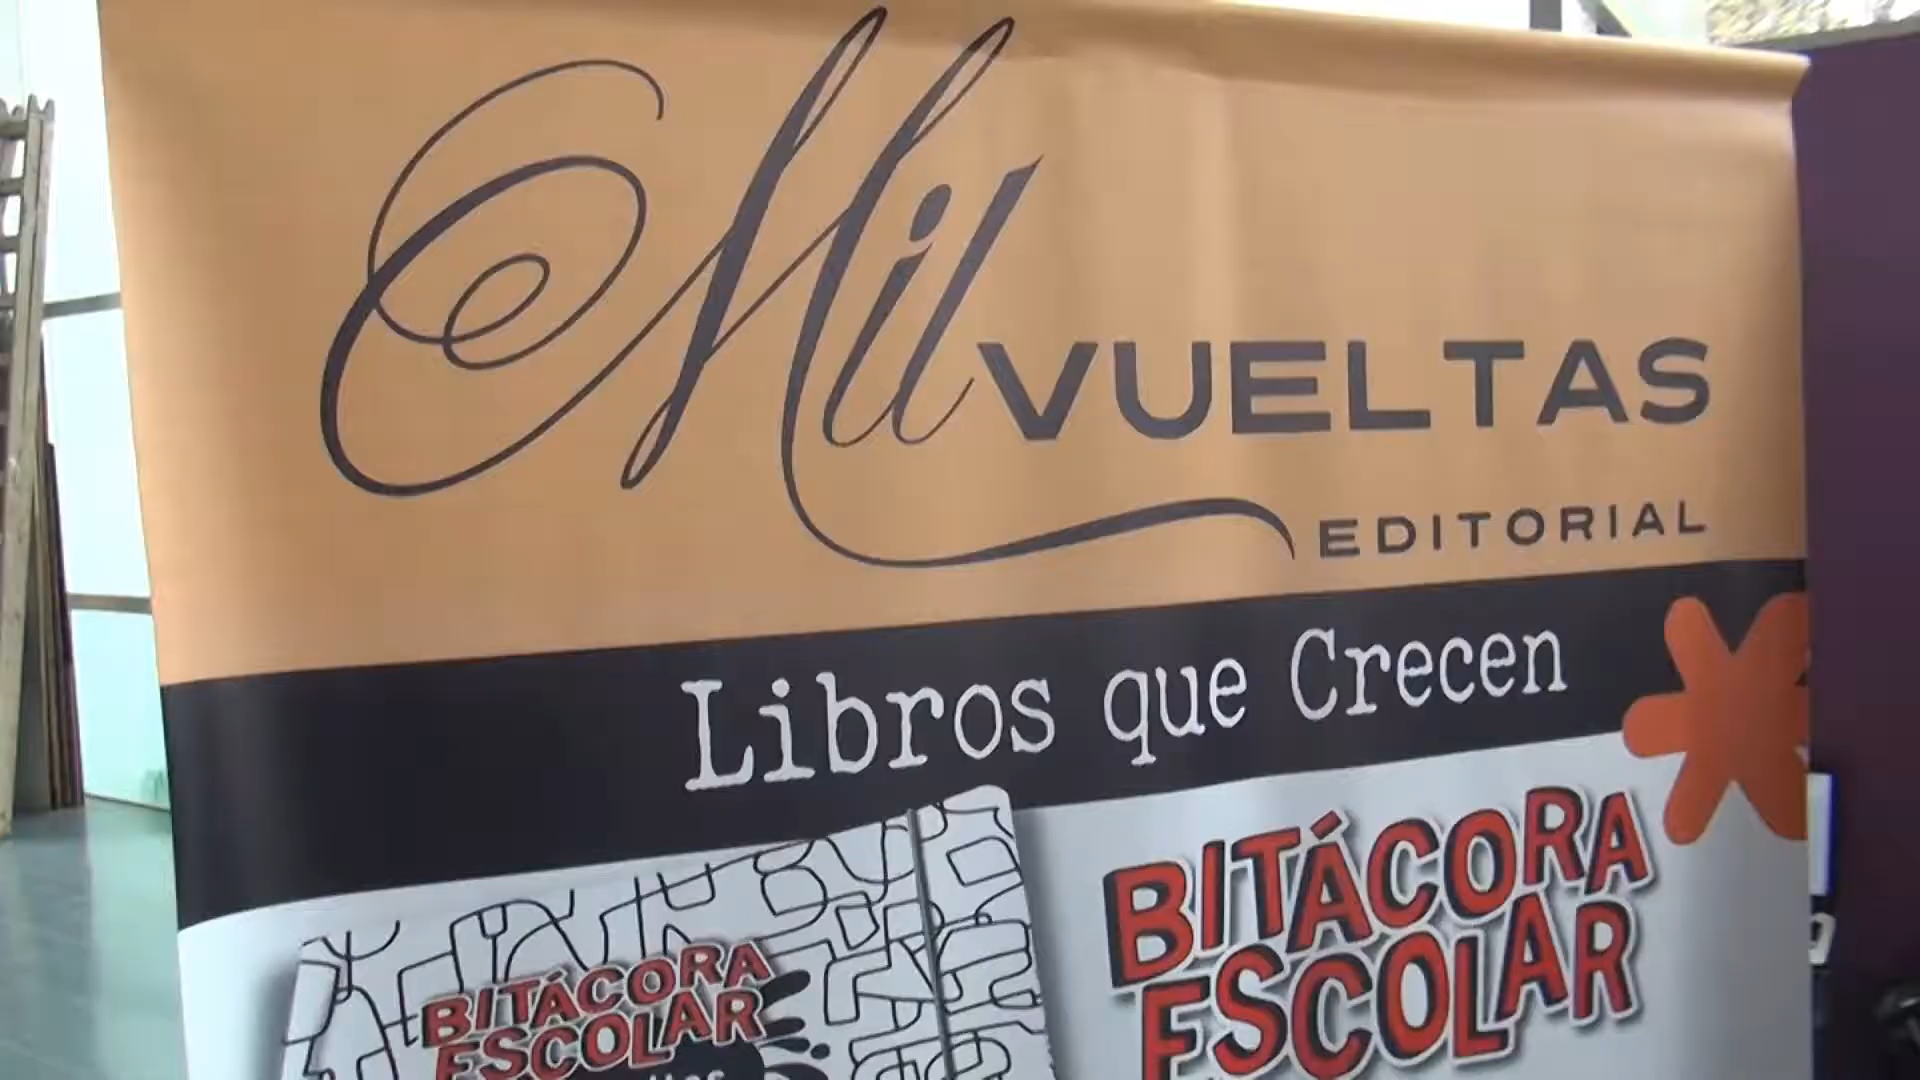 Mil VUELTAS
EDITORIAL
Libros que Crecen
BITÁCORA
ESCOLAR
BITÁCORA
ESCOLAR